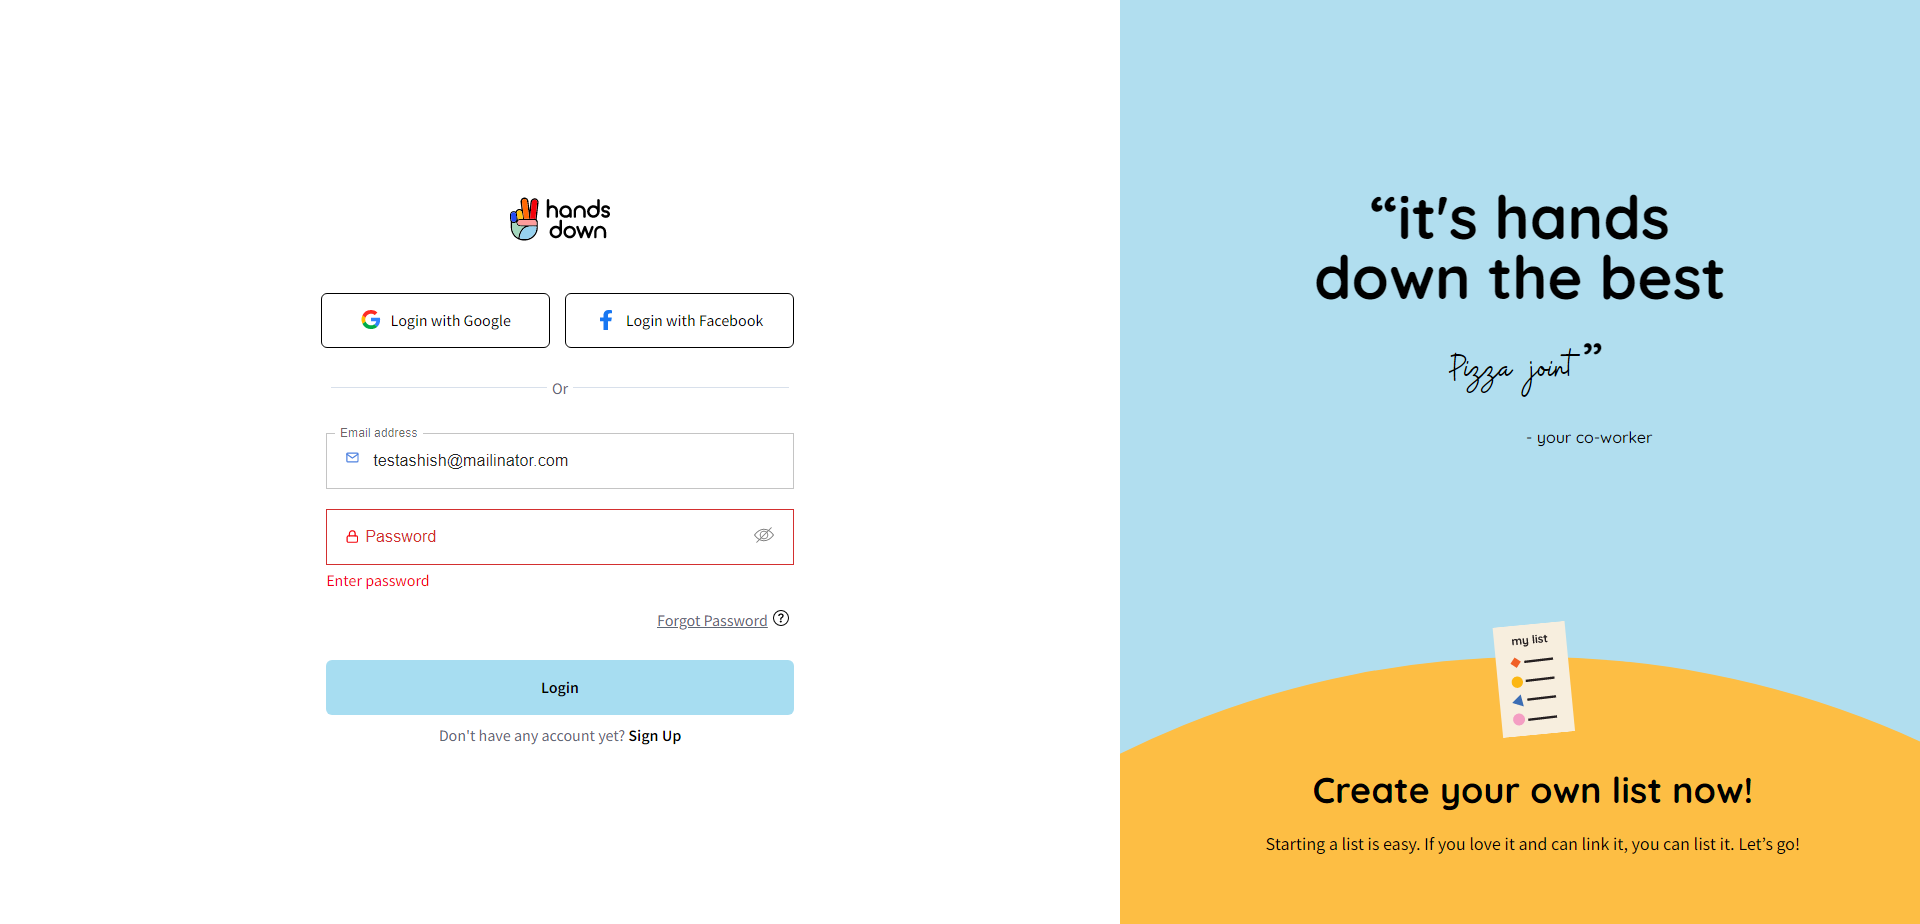 hands
down
Login with Google
Login with Facebook
Or
Email address
testashish@mailinator.com
Password
Enter password
Forgot Password ?
Login
Don't have any account yet? Sign Up
“it's hands
down the best
Pizza joint”
- your co-worker
my list
Create your own list now!
Starting a list is easy. If you love it and can link it, you can list it. Let’s go!